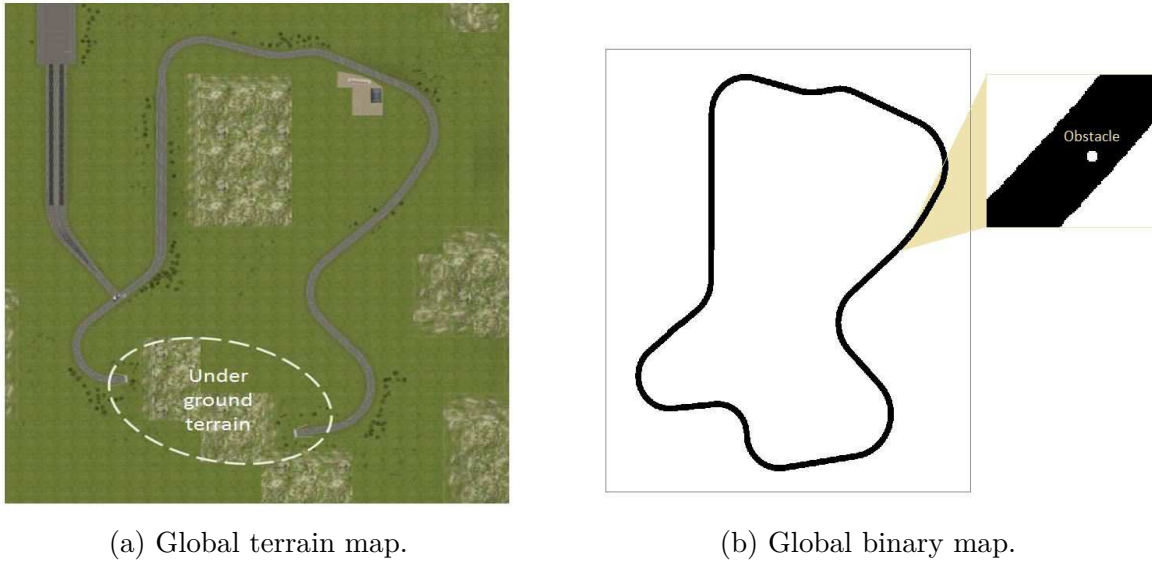 Under
ground
terrain
Obstacle
(a) Global terrain map.
(b) Global binary map.